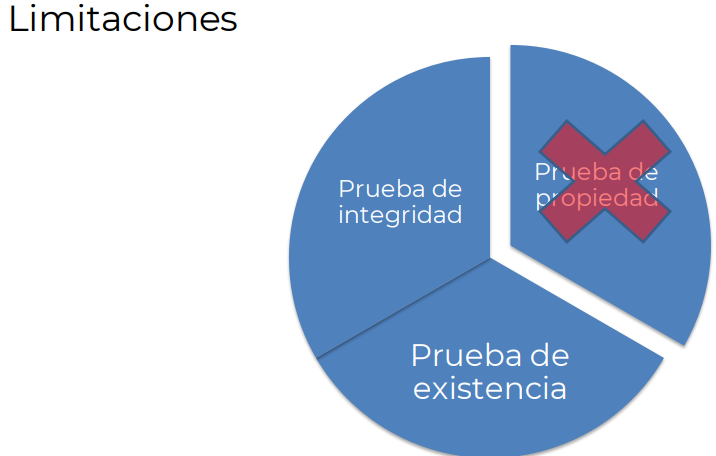 Limitaciones
Prueba de
integridad
Prueba de
propiedad
Prueba de
existencia